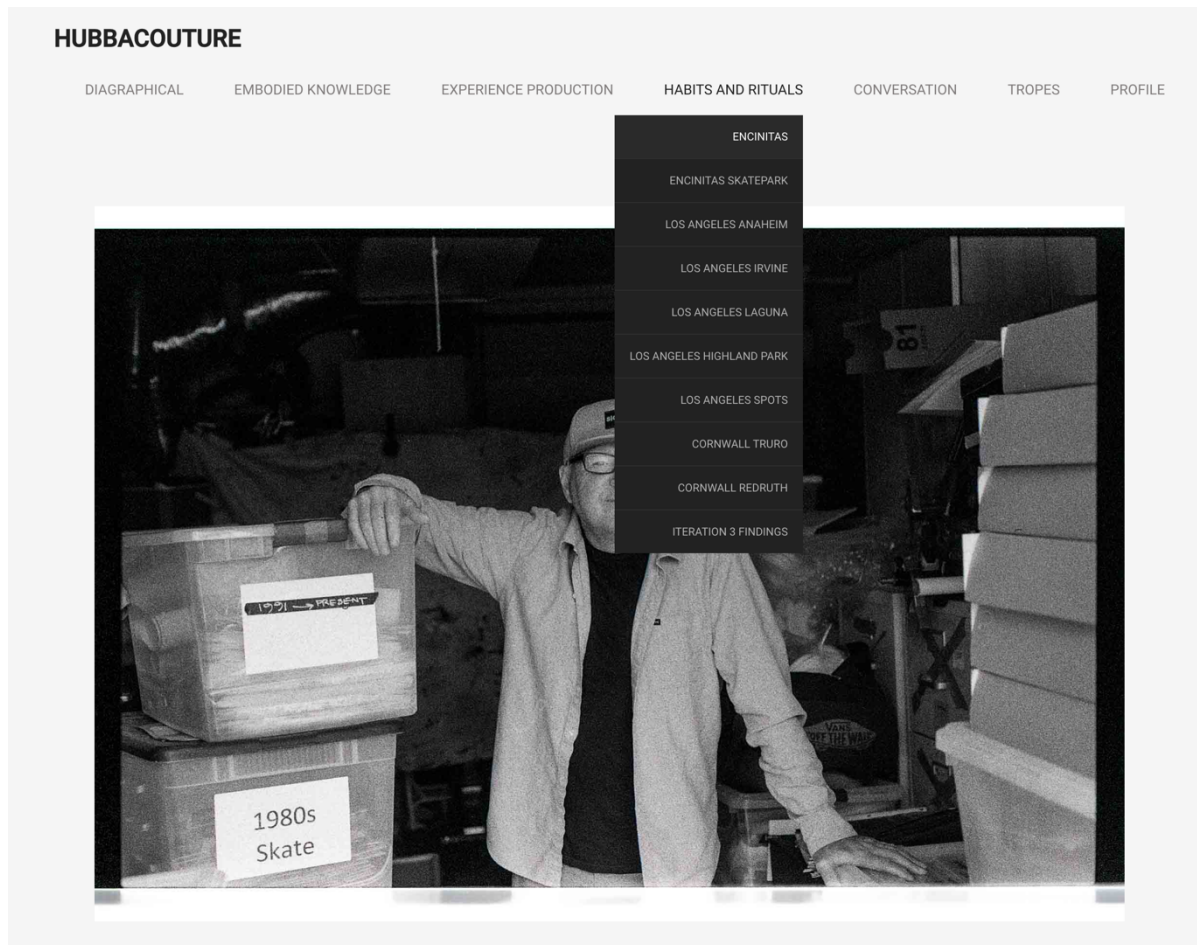 HUBBACOUTURE
DIAGRAPHICAL EMBODIED KNOWLEDGE EXPERIENCE PRODUCTION HABITS AND RITUALS CONVERSATION TROPES PROFILE
ENCINITAS
ENCINITAS SKATEPARK
LOS ANGELES ANAHEIM
LOS ANGELES IRVINE
LOS ANGELES LAGUNA
LOS ANGELES HIGHLAND PARK
LOS ANGELES SPOTS
CORNWALL TRURO
CORNWALL REDRUTH
ITERATION 3 FINDINGS
81
1991 → PRESENT
VANS
"OFF THE WALL"
1980s
Skate